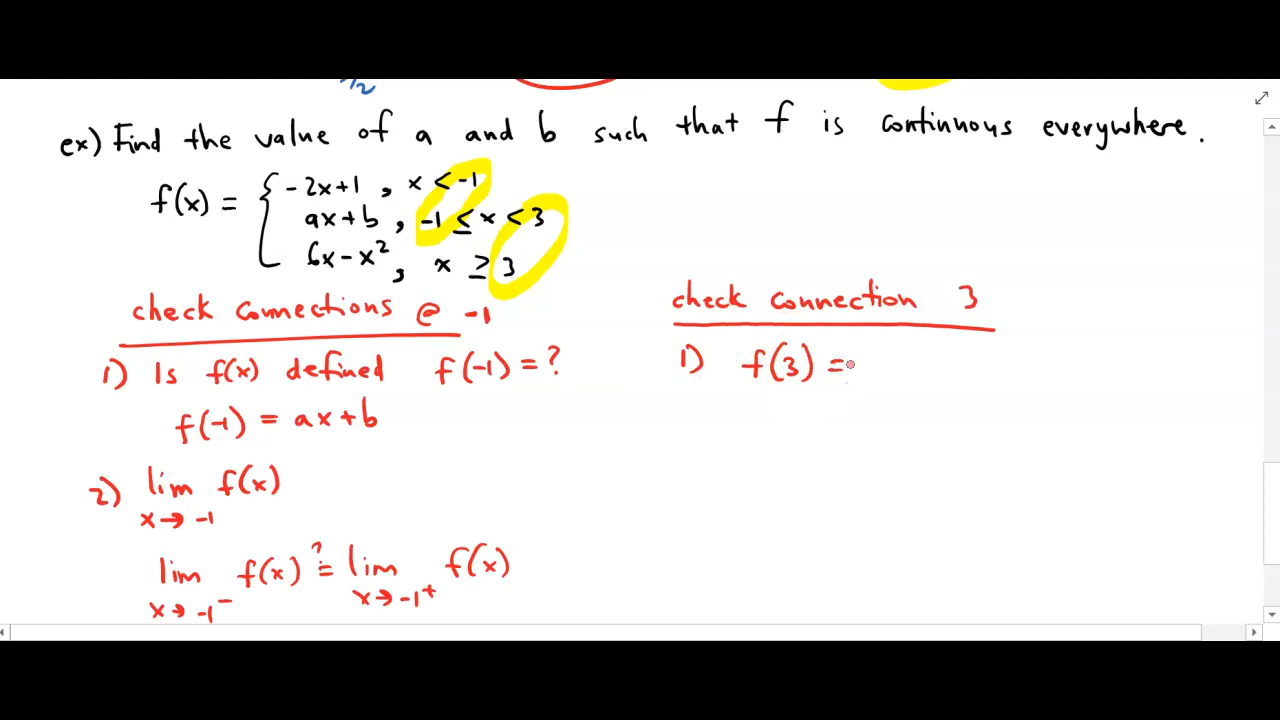 π/2
ex) Find the value of a and b such that f is continuous everywhere.
f(x) = { -2x+1, x < -1
ax+b, -1 ≤ x < 3
6x-x², x ≥ 3
check connections @ -1
1) Is f(x) defined f(-1) = ?
f(-1) = ax+b
2) lim f(x)
x → -1
lim f(x) ?= lim f(x)
x → -1⁻ x → -1⁺
check connection 3
1) f(3) =